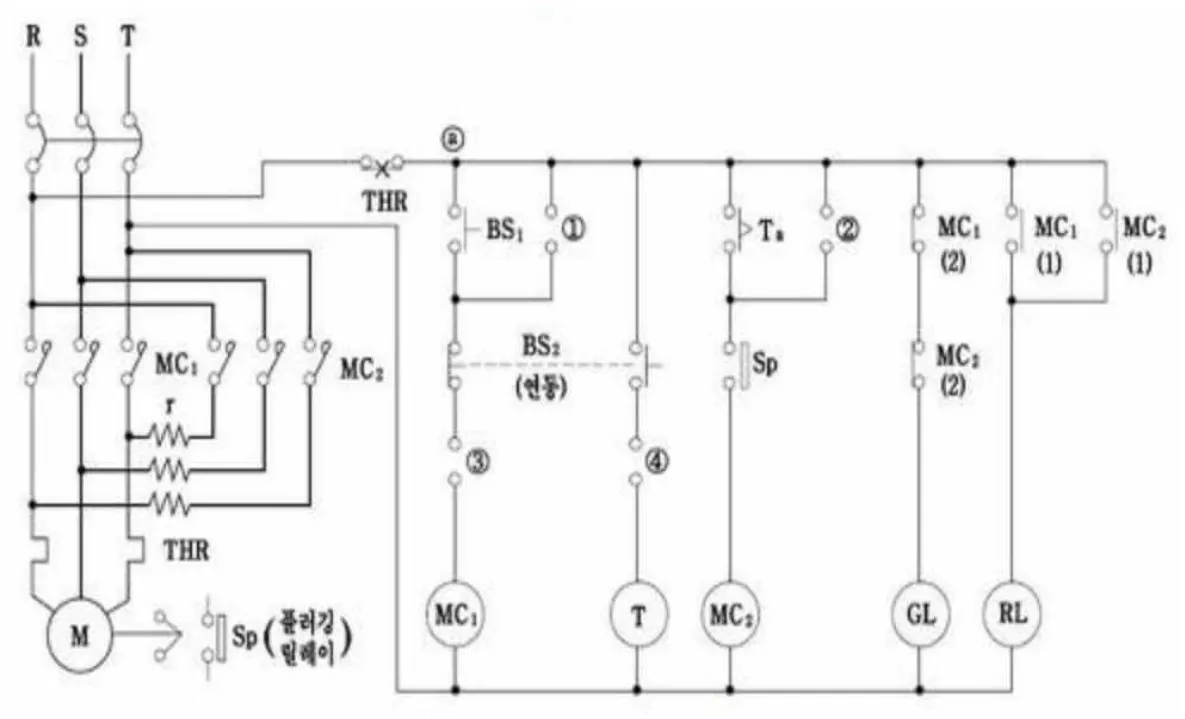 R S T
ⓐ
THR
BS₁
①
Tₐ
②
MC₁
(2)
MC₁
(1)
MC₂
(1)
MC₁
MC₂
BS₂
(연동)
Sp
MC₂
(2)
r
③
④
THR
MC₁
T
MC₂
GL
RL
M
Sp (플러깅
릴레이)